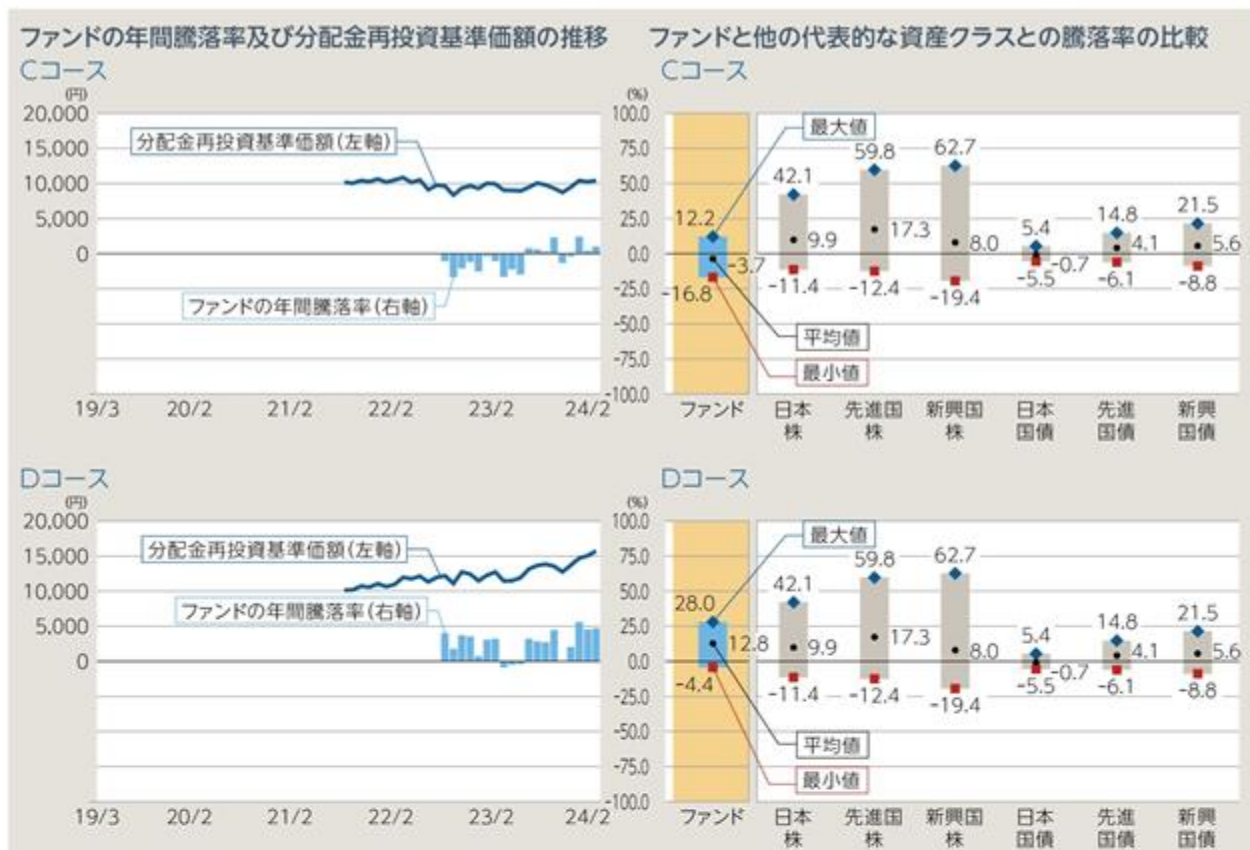 ファンドの年間騰落率及び分配金再投資基準価額の推移
ファンドと他の代表的な資産クラスとの騰落率の比較
Cコース
(円)
20,000
15,000
10,000
5,000
0
分配金再投資基準価額(左軸)
ファンドの年間騰落率(右軸)
19/3 20/2 21/2 22/2 23/2 24/2
Cコース
(%)
100.0
75.0
50.0
25.0
0.0
-25.0
-50.0
-75.0
-100.0
最大値
平均値
最小値
12.2 42.1 59.8 62.7 5.4 14.8 21.5
-3.7 9.9 17.3 8.0 -0.7 4.1 5.6
-16.8 -11.4 -12.4 -19.4 -5.5 -6.1 -8.8
ファンド 日本 先進国 新興国 日本 先進 新興
株 株 株 国債 国債 国債
Dコース
(円)
20,000
15,000
10,000
5,000
0
分配金再投資基準価額(左軸)
ファンドの年間騰落率(右軸)
19/3 20/2 21/2 22/2 23/2 24/2
Dコース
(%)
100.0
75.0
50.0
25.0
0.0
-25.0
-50.0
-75.0
-100.0
最大値
平均値
最小値
28.0 42.1 59.8 62.7 5.4 14.8 21.5
12.8 9.9 17.3 8.0 -0.7 4.1 5.6
-4.4 -11.4 -12.4 -19.4 -5.5 -6.1 -8.8
ファンド 日本 先進国 新興国 日本 先進 新興
株 株 株 国債 国債 国債